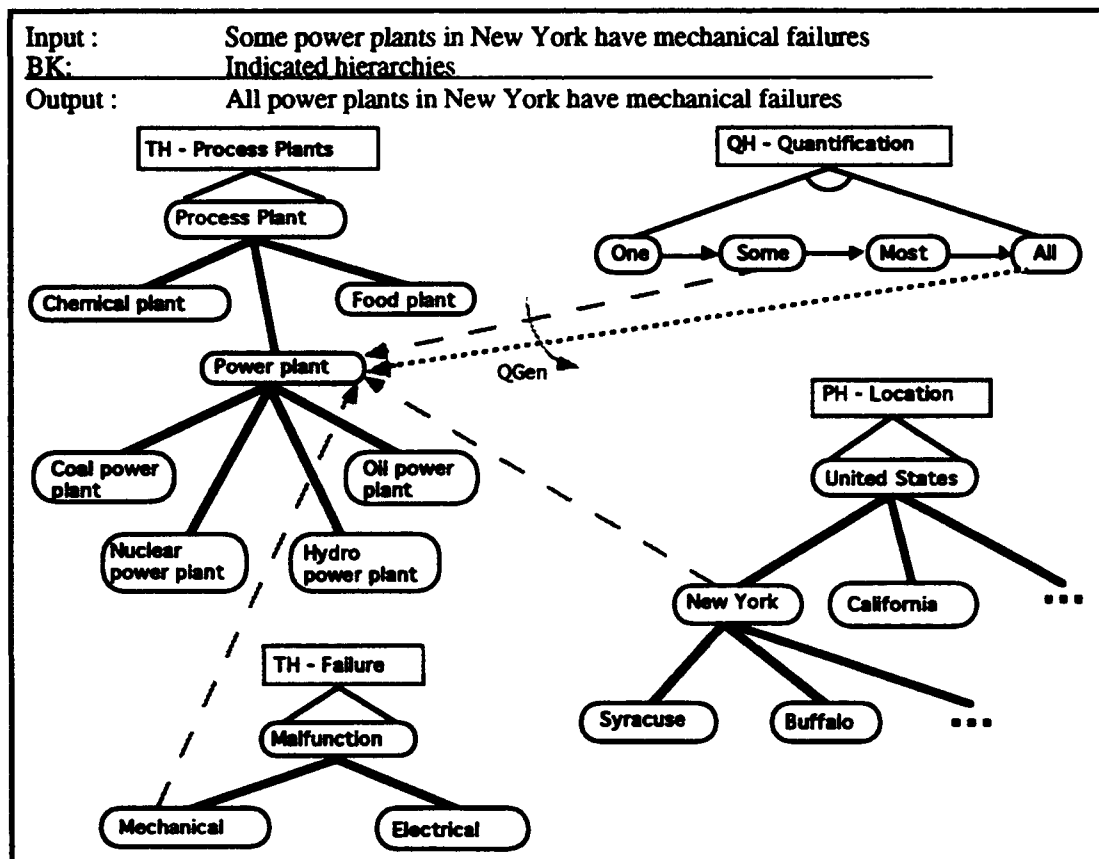 Input : Some power plants in New York have mechanical failures
BK: Indicated hierarchies
Output : All power plants in New York have mechanical failures
TH - Process Plants
QH - Quantification
Process Plant
One
Some
Most
All
Chemical plant
Food plant
Power plant
QGen
PH - Location
Coal power
plant
Oil power
plant
United States
Nuclear
power plant
Hydro
power plant
New York
California
...
TH - Failure
Syracuse
Buffalo
...
Malfunction
Mechanical
Electrical